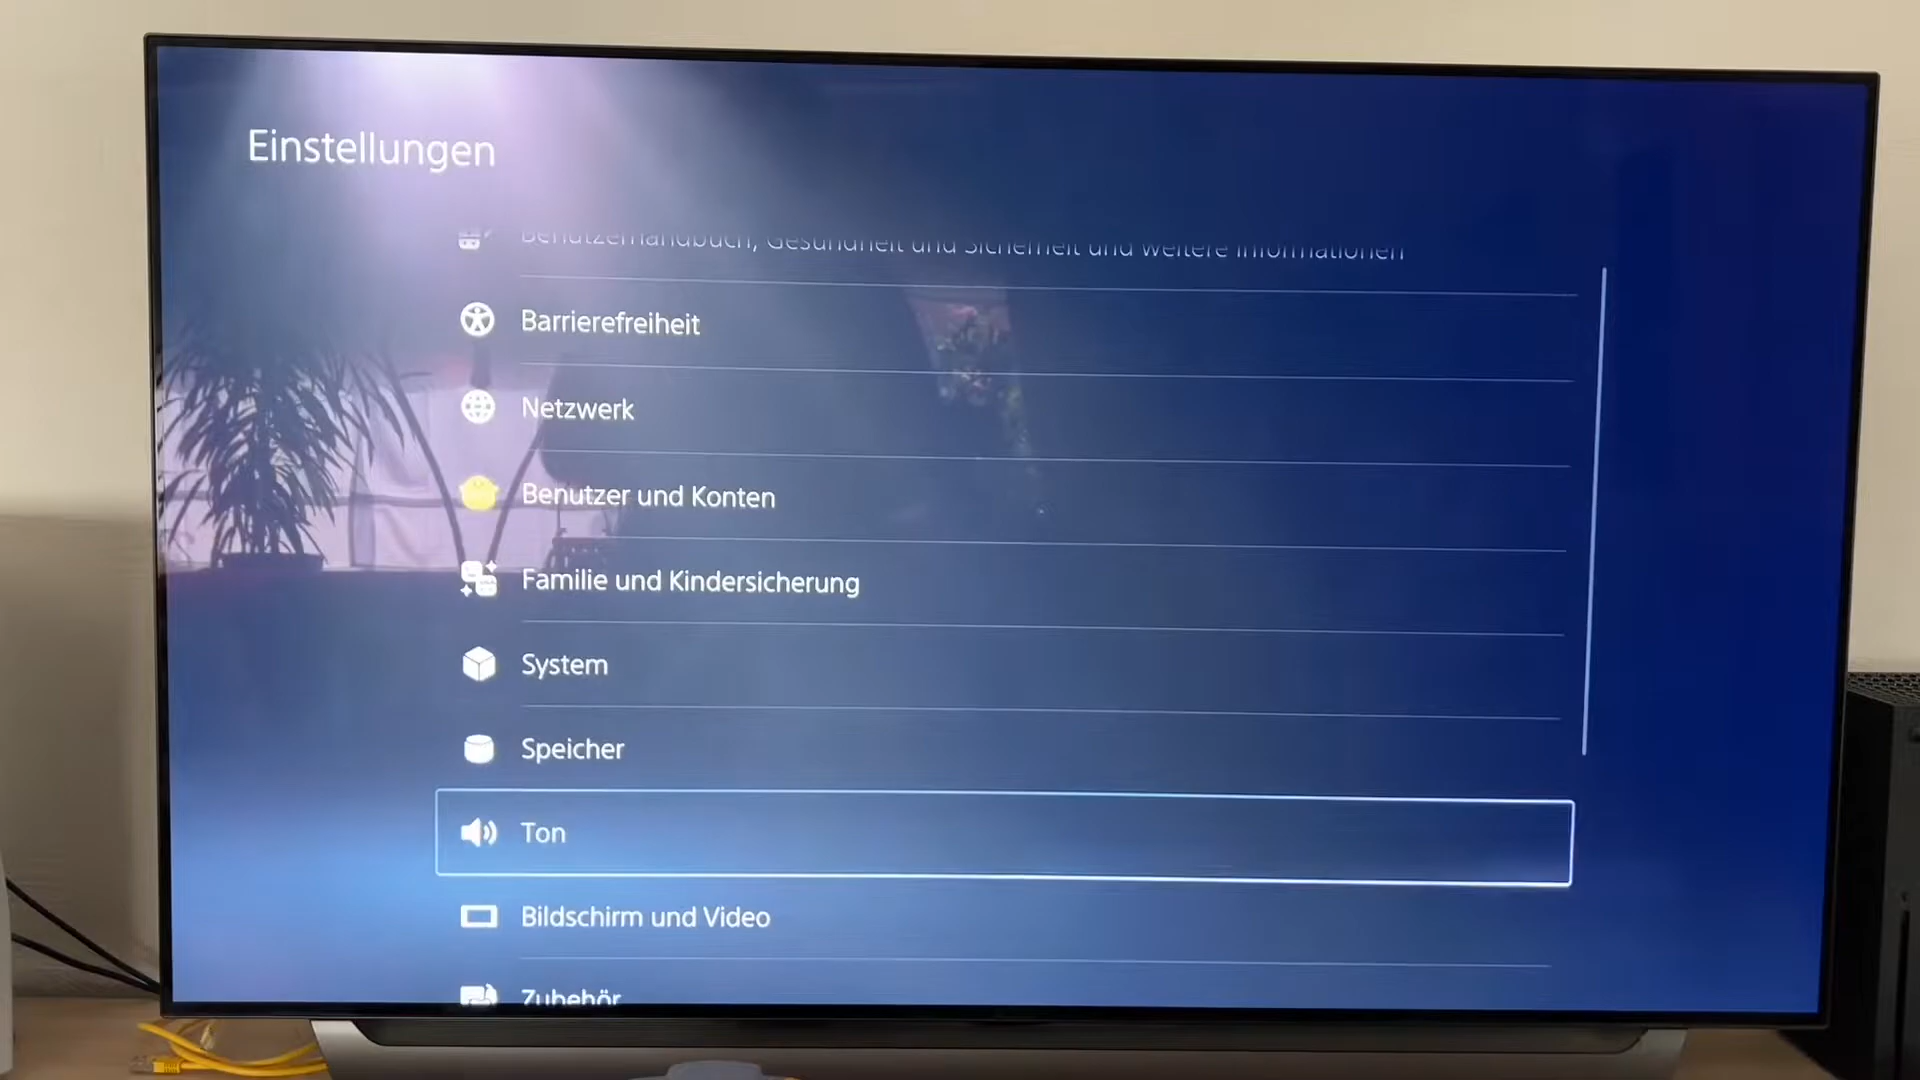 Einstellungen
Benutzerhandbuch, Gesundheit und Sicherheit und weitere Informationen
Barrierefreiheit
Netzwerk
Benutzer und Konten
Familie und Kindersicherung
System
Speicher
Ton
Bildschirm und Video
Zubehör